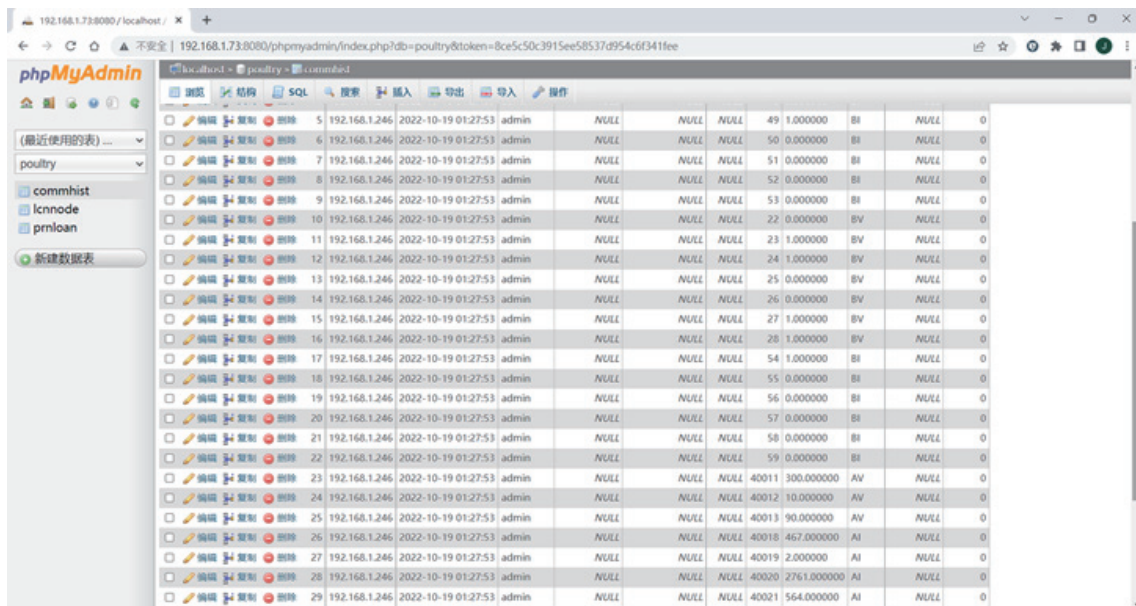 192.168.1.73:8080 / localhost /
不安全 | 192.168.1.73:8080/phpmyadmin/index.php?db=poultry&token=8ce5c50c3915ee58537d954c6f341fee
phpMyAdmin
(最近使用的表) ...
poultry
commhist
lcnnode
prnloan
新建数据表
localhost » poultry » commhist
浏览 结构 SQL 搜索 插入 导出 导入 操作
编辑 复制 删除 5 192.168.1.246 2022-10-19 01:27:53 admin NULL NULL NULL 49 1.000000 BI NULL 0
编辑 复制 删除 6 192.168.1.246 2022-10-19 01:27:53 admin NULL NULL NULL 50 0.000000 BI NULL 0
编辑 复制 删除 7 192.168.1.246 2022-10-19 01:27:53 admin NULL NULL NULL 51 0.000000 BI NULL 0
编辑 复制 删除 8 192.168.1.246 2022-10-19 01:27:53 admin NULL NULL NULL 52 0.000000 BI NULL 0
编辑 复制 删除 9 192.168.1.246 2022-10-19 01:27:53 admin NULL NULL NULL 53 0.000000 BI NULL 0
编辑 复制 删除 10 192.168.1.246 2022-10-19 01:27:53 admin NULL NULL NULL 22 0.000000 BV NULL 0
编辑 复制 删除 11 192.168.1.246 2022-10-19 01:27:53 admin NULL NULL NULL 23 1.000000 BV NULL 0
编辑 复制 删除 12 192.168.1.246 2022-10-19 01:27:53 admin NULL NULL NULL 24 1.000000 BV NULL 0
编辑 复制 删除 13 192.168.1.246 2022-10-19 01:27:53 admin NULL NULL NULL 25 0.000000 BV NULL 0
编辑 复制 删除 14 192.168.1.246 2022-10-19 01:27:53 admin NULL NULL NULL 26 0.000000 BV NULL 0
编辑 复制 删除 15 192.168.1.246 2022-10-19 01:27:53 admin NULL NULL NULL 27 1.000000 BV NULL 0
编辑 复制 删除 16 192.168.1.246 2022-10-19 01:27:53 admin NULL NULL NULL 28 1.000000 BV NULL 0
编辑 复制 删除 17 192.168.1.246 2022-10-19 01:27:53 admin NULL NULL NULL 54 1.000000 BI NULL 0
编辑 复制 删除 18 192.168.1.246 2022-10-19 01:27:53 admin NULL NULL NULL 55 0.000000 BI NULL 0
编辑 复制 删除 19 192.168.1.246 2022-10-19 01:27:53 admin NULL NULL NULL 56 0.000000 BI NULL 0
编辑 复制 删除 20 192.168.1.246 2022-10-19 01:27:53 admin NULL NULL NULL 57 0.000000 BI NULL 0
编辑 复制 删除 21 192.168.1.246 2022-10-19 01:27:53 admin NULL NULL NULL 58 0.000000 BI NULL 0
编辑 复制 删除 22 192.168.1.246 2022-10-19 01:27:53 admin NULL NULL NULL 59 0.000000 BI NULL 0
编辑 复制 删除 23 192.168.1.246 2022-10-19 01:27:53 admin NULL NULL NULL 40011 300.000000 AV NULL 0
编辑 复制 删除 24 192.168.1.246 2022-10-19 01:27:53 admin NULL NULL NULL 40012 10.000000 AV NULL 0
编辑 复制 删除 25 192.168.1.246 2022-10-19 01:27:53 admin NULL NULL NULL 40013 90.000000 AV NULL 0
编辑 复制 删除 26 192.168.1.246 2022-10-19 01:27:53 admin NULL NULL NULL 40018 467.000000 AI NULL 0
编辑 复制 删除 27 192.168.1.246 2022-10-19 01:27:53 admin NULL NULL NULL 40019 2.000000 AI NULL 0
编辑 复制 删除 28 192.168.1.246 2022-10-19 01:27:53 admin NULL NULL NULL 40020 2761.000000 AI NULL 0
编辑 复制 删除 29 192.168.1.246 2022-10-19 01:27:53 admin NULL NULL NULL 40021 564.000000 AI NULL 0